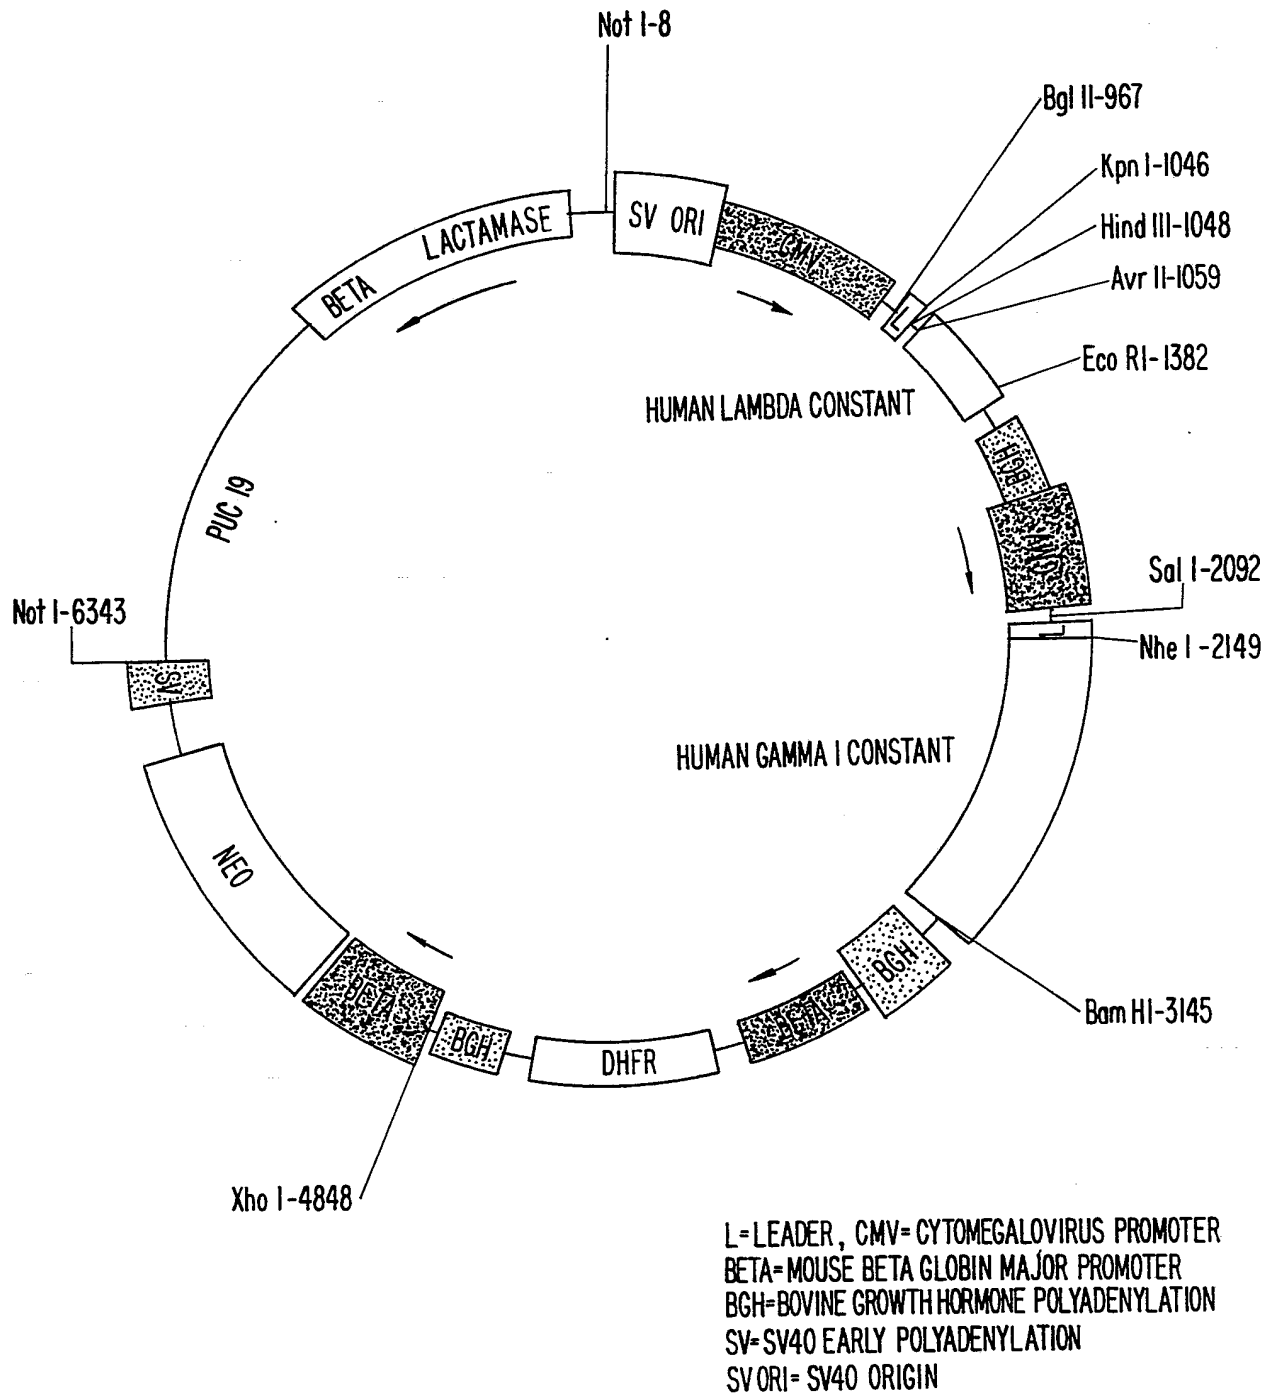 Not I-8
Bgl II-967
Kpn I-1046
Hind III-1048
Avr II-1059
Eco RI-1382
SV ORI
CMV
L
BETA LACTAMASE
HUMAN LAMBDA CONSTANT
BGH
CMV
PUC 19
Sal I-2092
Not I-6343
L
Nhe I-2149
SV
HUMAN GAMMA I CONSTANT
NEO
BGH
BETA
BETA
BGH
DHFR
Bam HI-3145
Xho I-4848
L=LEADER, CMV=CYTOMEGALOVIRUS PROMOTER
BETA=MOUSE BETA GLOBIN MAJOR PROMOTER
BGH=BOVINE GROWTH HORMONE POLYADENYLATION
SV=SV40 EARLY POLYADENYLATION
SV ORI= SV40 ORIGIN